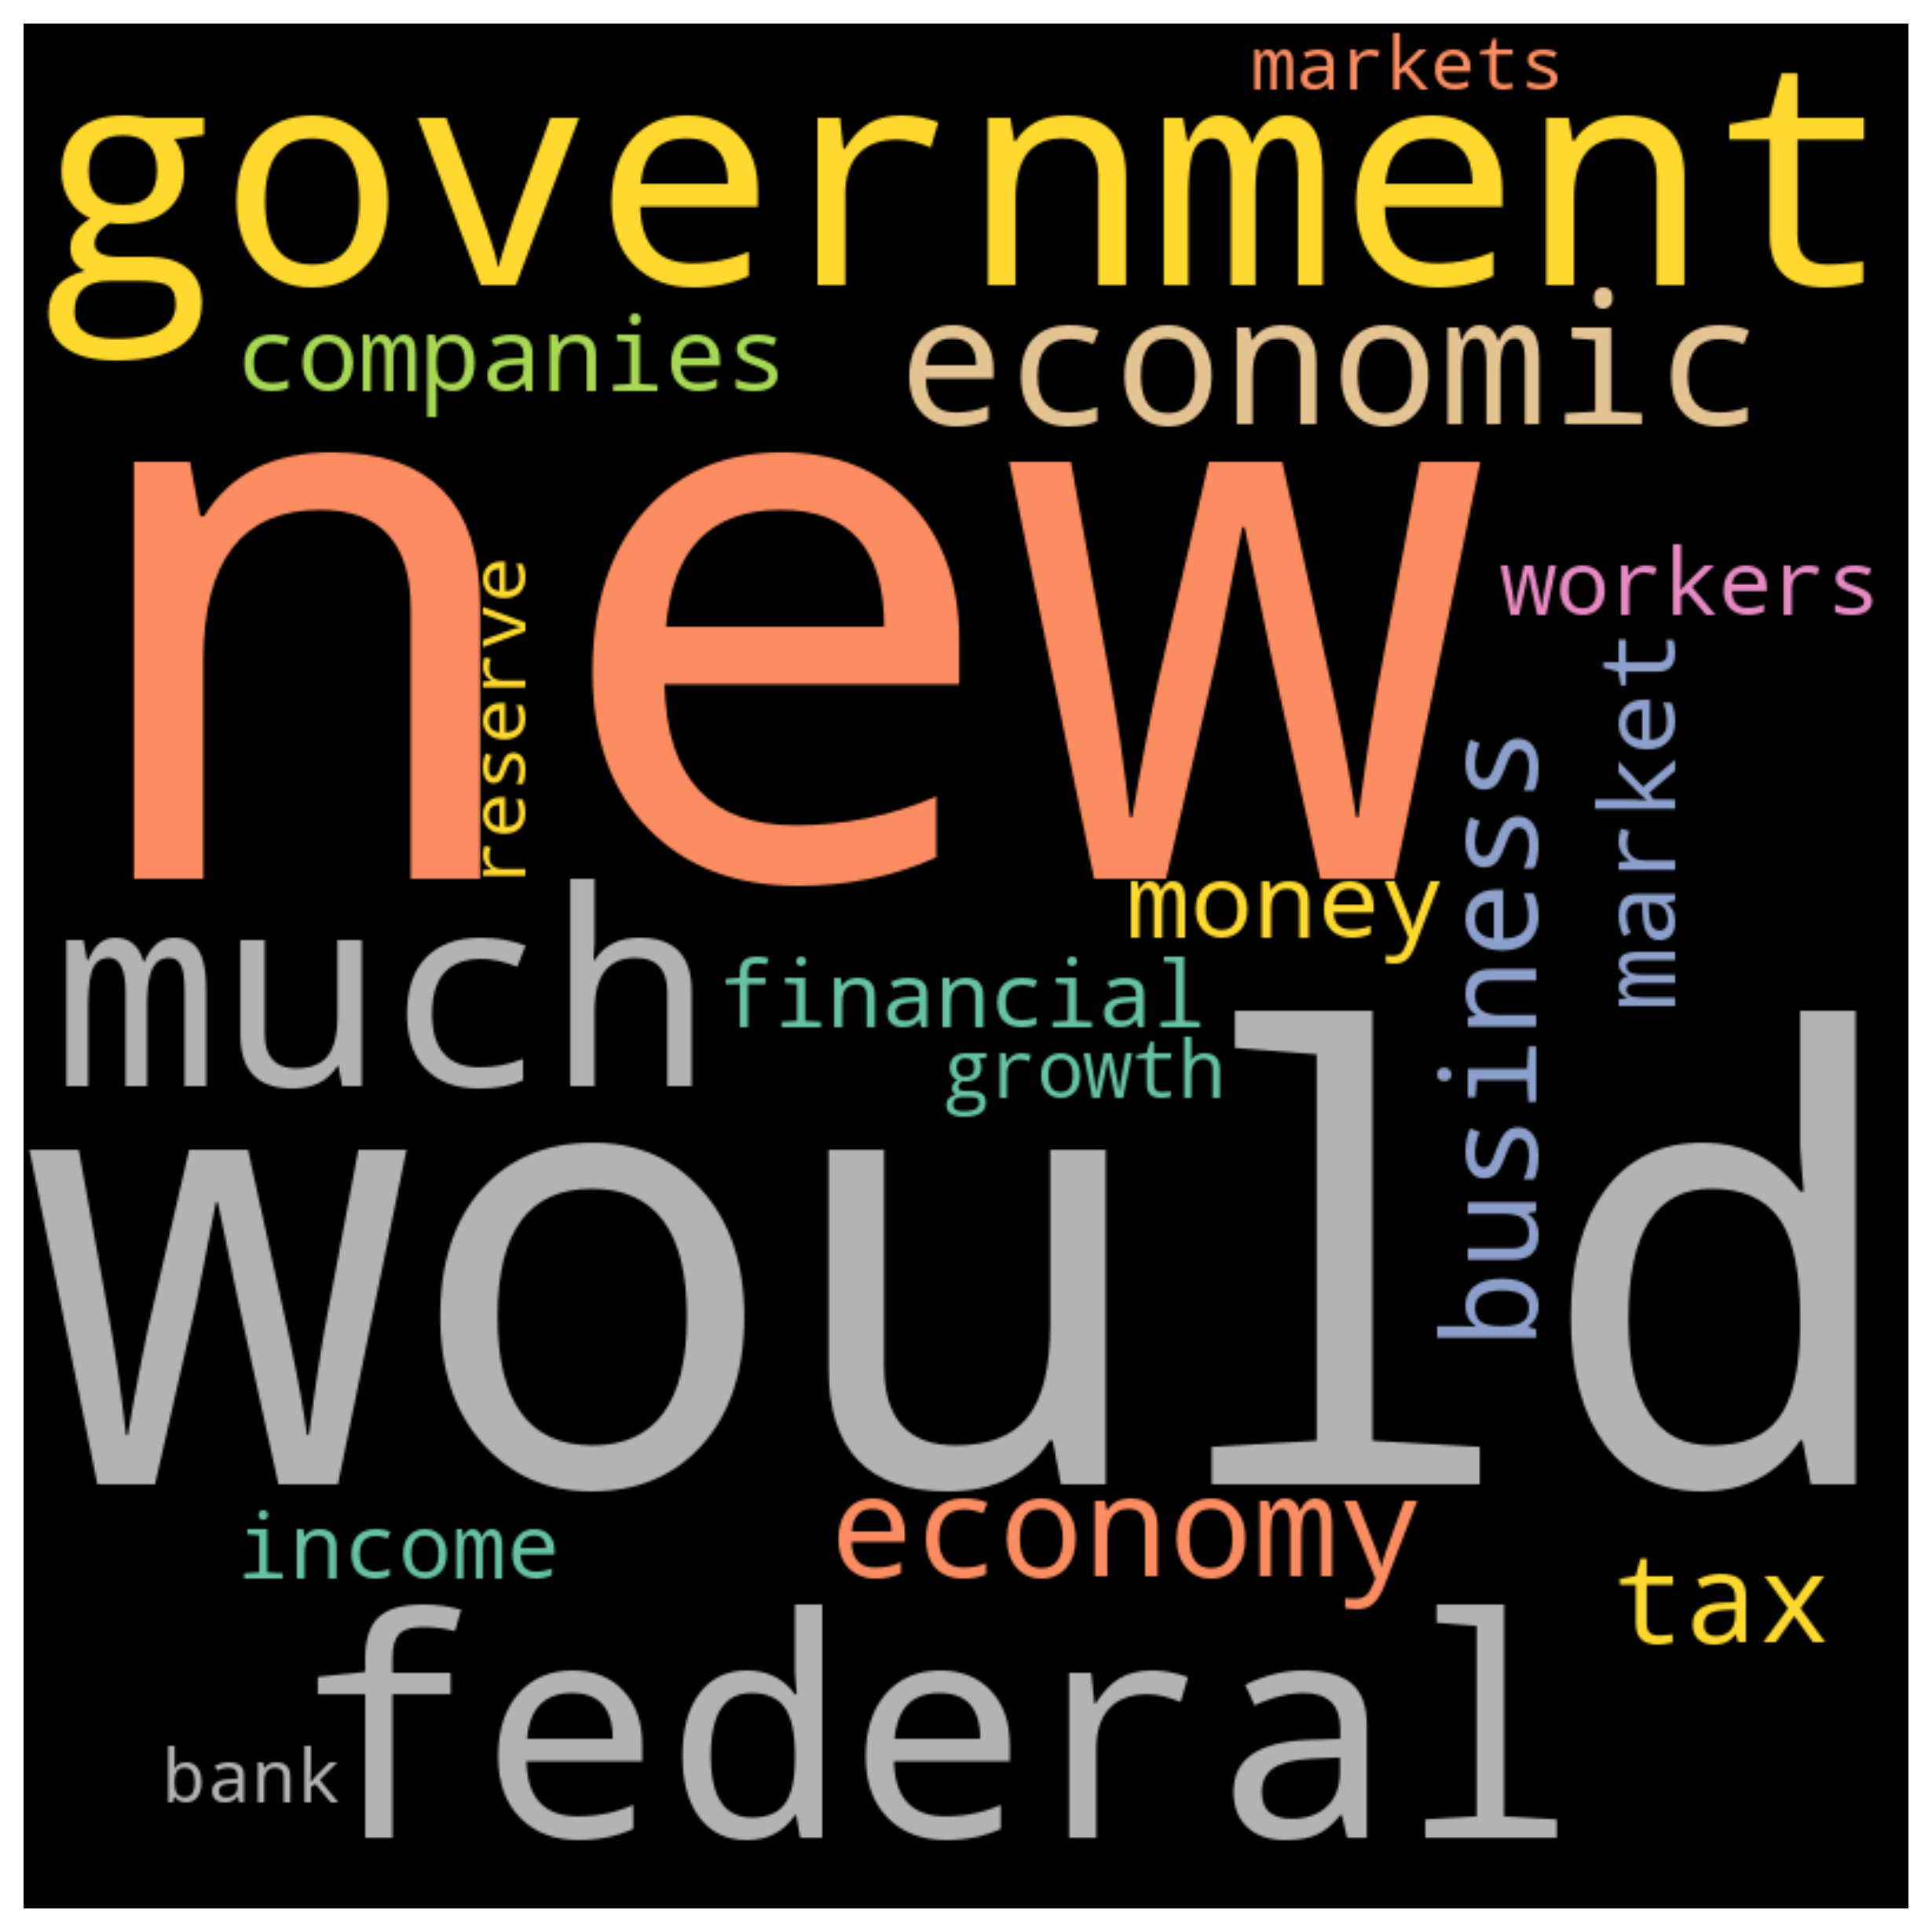 markets
government
companies
economic
new
reserve
workers
market
business
money
much
financial
growth
would
income
economy
tax
federal
bank